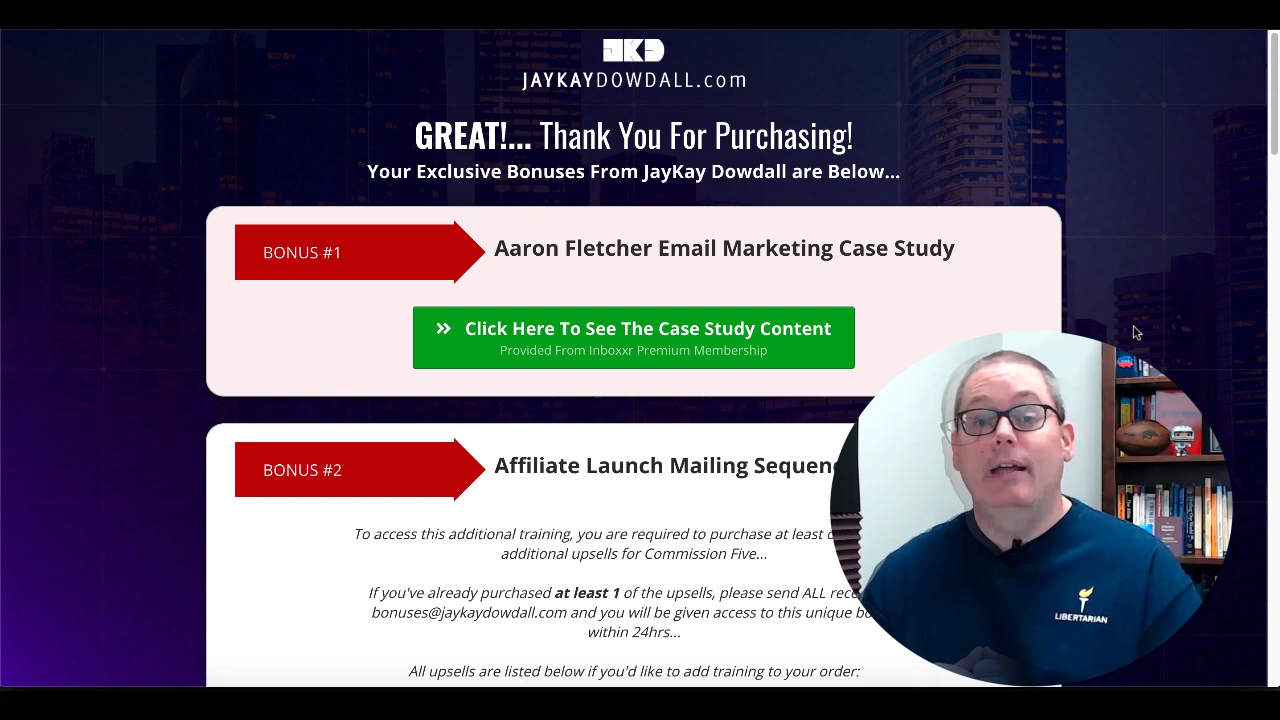 JKD
JAYKAYDOWDALL.com
GREAT!... Thank You For Purchasing!
Your Exclusive Bonuses From JayKay Dowdall are Below...
BONUS #1
Aaron Fletcher Email Marketing Case Study
Click Here To See The Case Study Content
Provided From Inboxxr Premium Membership
BONUS #2
Affiliate Launch Mailing
To access this additional training, you are required to purchase at least
additional upsells for Commission Five...
If you've already purchased at least 1 of the upsells, please send ALL
bonuses@jaykaydowdall.com and you will be given access to this unique
within 24hrs...
All upsells are listed below if you'd like to add training to your order:
LIBERTARIAN